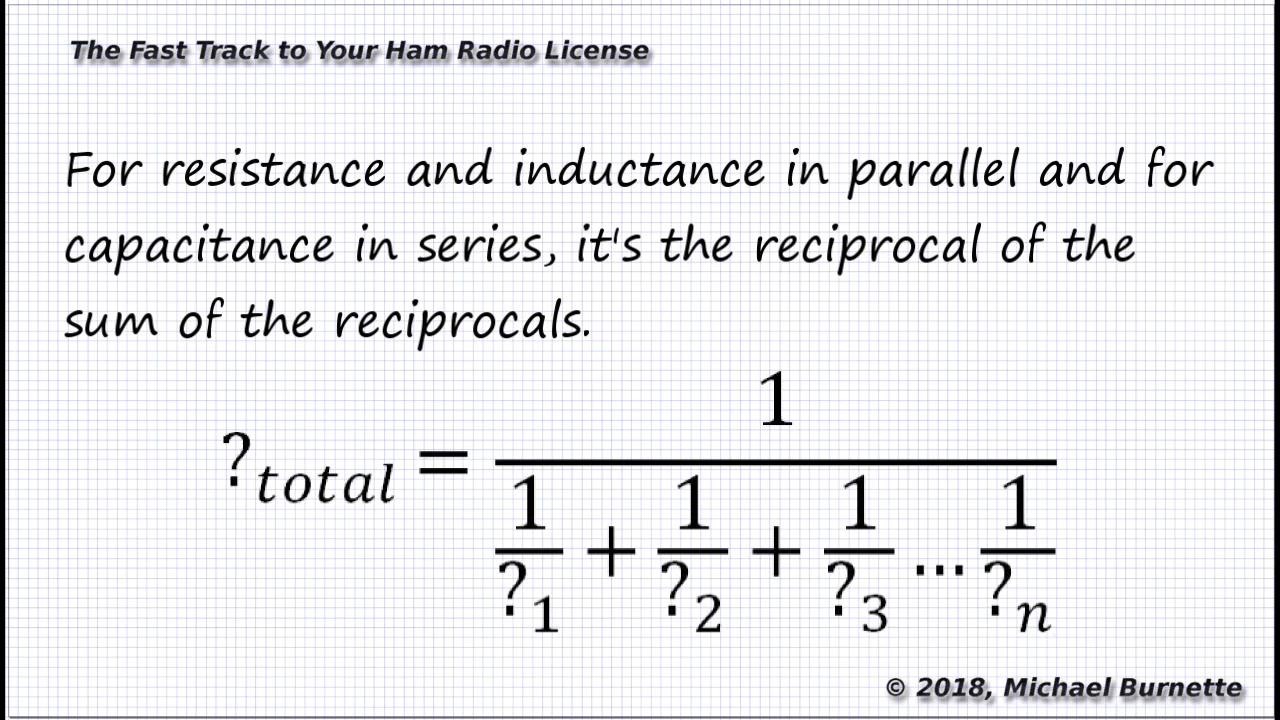 The Fast Track to Your Ham Radio License
For resistance and inductance in parallel and for
capacitance in series, it's the reciprocal of the
sum of the reciprocals.
?total = 1 / (1/?1 + 1/?2 + 1/?3 ... 1/?n)
© 2018, Michael Burnette